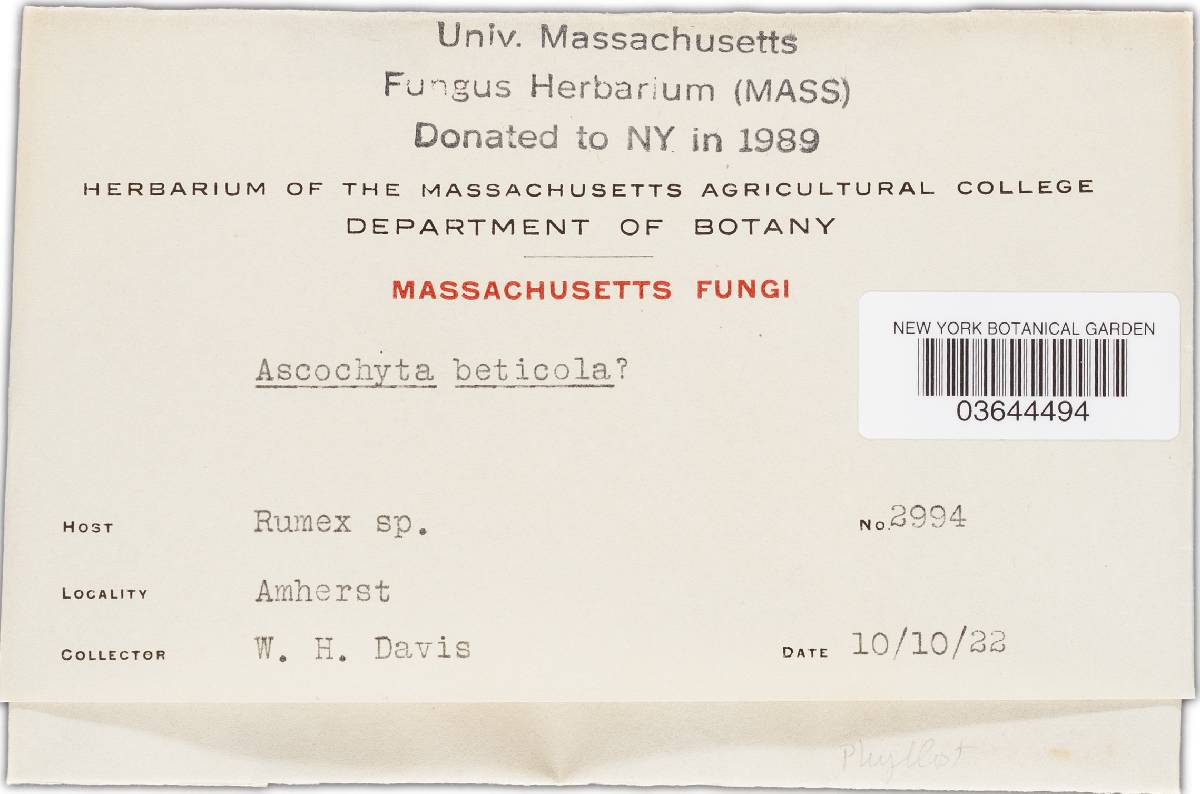 Univ. Massachusetts
Fungus Herbarium (MASS)
Donated to NY in 1989
HERBARIUM OF THE MASSACHUSETTS AGRICULTURAL COLLEGE
DEPARTMENT OF BOTANY
MASSACHUSETTS FUNGI
NEW YORK BOTANICAL GARDEN
03644494
Ascochyta beticola?
HOST Rumex sp. No. 2994
LOCALITY Amherst
COLLECTOR W. H. Davis DATE 10/10/22
Phyllost